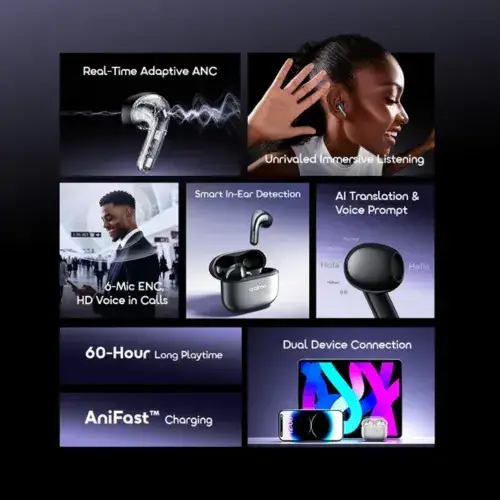 Real-Time Adaptive ANC
Unrivaled Immersive Listening
6-Mic ENC,
HD Voice in Calls
Smart In-Ear Detection
AI Translation &
Voice Prompt
Hola
Hello
60-Hour Long Playtime
AniFast™ Charging
Dual Device Connection